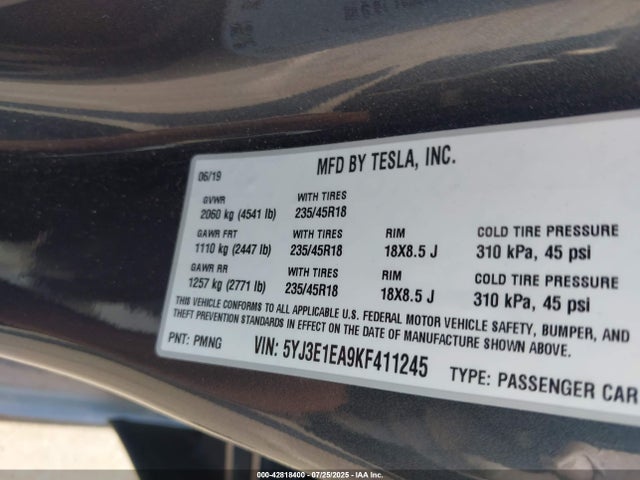 MFD BY TESLA, INC.
06/19
GVWR WITH TIRES
2060 kg (4541 lb) 235/45R18
GAWR FRT WITH TIRES RIM COLD TIRE PRESSURE
1110 kg (2447 lb) 235/45R18 18X8.5 J 310 kPa, 45 psi
GAWR RR WITH TIRES RIM COLD TIRE PRESSURE
1257 kg (2771 lb) 235/45R18 18X8.5 J 310 kPa, 45 psi
THIS VEHICLE CONFORMS TO ALL APPLICABLE U.S. FEDERAL MOTOR VEHICLE SAFETY, BUMPER, AND
THEFT PREVENTION STANDARDS IN EFFECT ON THE DATE OF MANUFACTURE SHOWN ABOVE.
PNT: PMNG VIN: 5YJ3E1EA9KF411245 TYPE: PASSENGER CAR
000-42818400 - 07/25/2025 - IAA Inc.